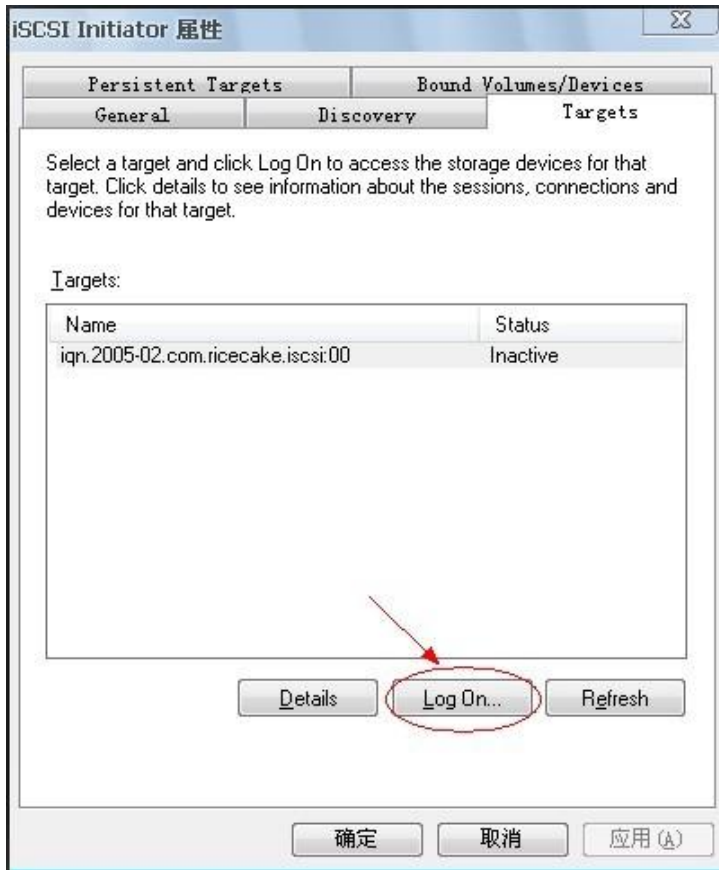 iSCSI Initiator 属性
Persistent Targets
Bound Volumes/Devices
General
Discovery
Targets
Select a target and click Log On to access the storage devices for that
target. Click details to see information about the sessions, connections and
devices for that target.
Targets:
Name
Status
iqn.2005-02.com.ricecake.iscsi:00
Inactive
Details
Log On...
Refresh
确定
取消
应用(A)